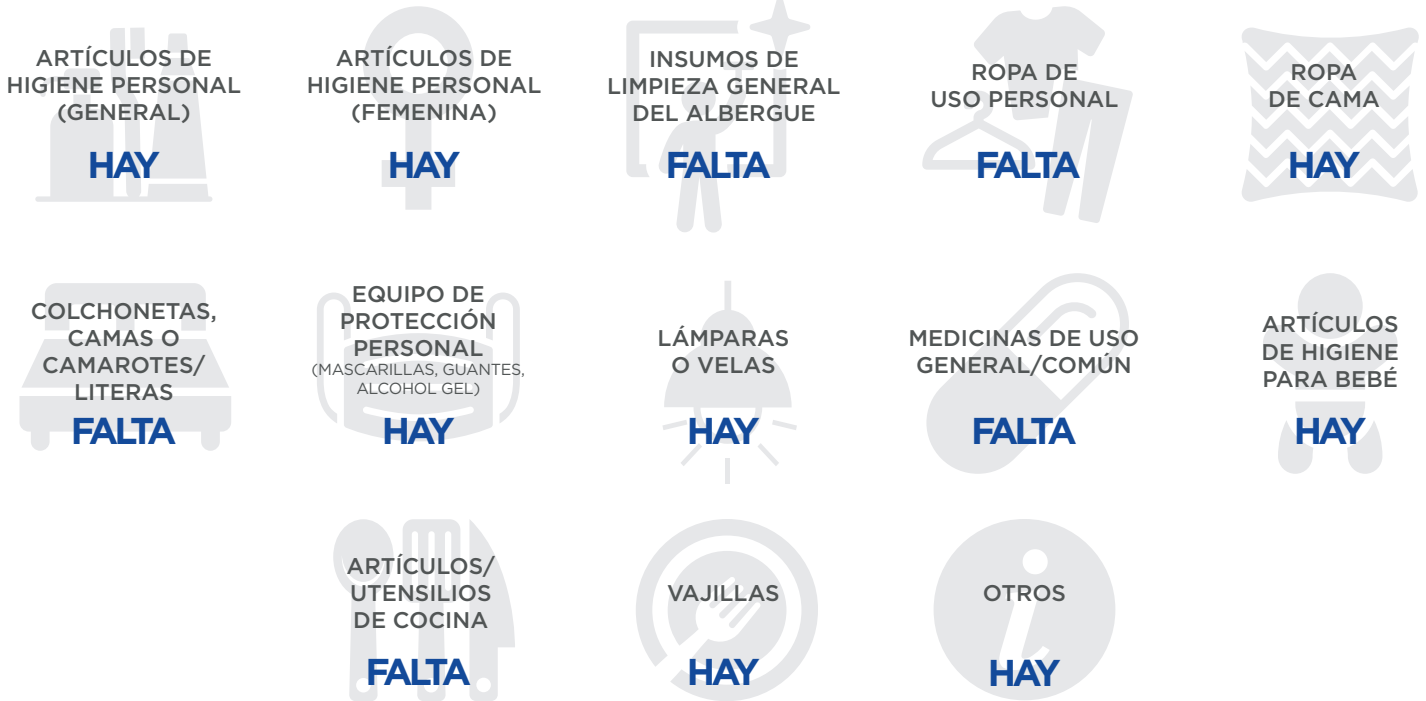 ARTÍCULOS DE
HIGIENE PERSONAL
(GENERAL)
HAY
ARTÍCULOS DE
HIGIENE PERSONAL
(FEMENINA)
HAY
INSUMOS DE
LIMPIEZA GENERAL
DEL ALBERGUE
FALTA
ROPA DE
USO PERSONAL
FALTA
ROPA
DE CAMA
HAY
COLCHONETAS,
CAMAS O
CAMAROTES/
LITERAS
FALTA
EQUIPO DE
PROTECCIÓN
PERSONAL
(MASCARILLAS, GUANTES,
ALCOHOL GEL)
HAY
LÁMPARAS
O VELAS
HAY
MEDICINAS DE USO
GENERAL/COMÚN
FALTA
ARTÍCULOS
DE HIGIENE
PARA BEBÉ
HAY
ARTÍCULOS/
UTENSILIOS
DE COCINA
FALTA
VAJILLAS
HAY
OTROS
HAY